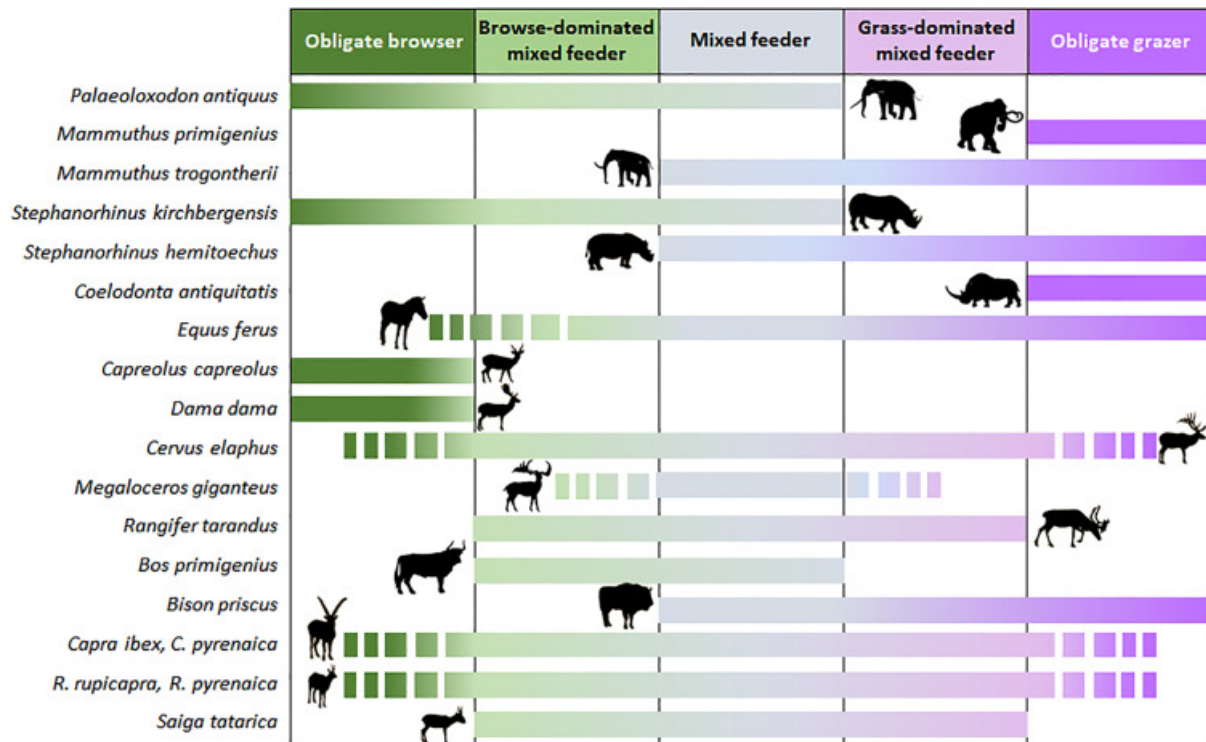 Obligate browser
Browse-dominated
mixed feeder
Mixed feeder
Grass-dominated
mixed feeder
Obligate grazer
Palaeoloxodon antiquus
Mammuthus primigenius
Mammuthus trogontherii
Stephanorhinus kirchbergensis
Stephanorhinus hemitoechus
Coelodonta antiquitatis
Equus ferus
Capreolus capreolus
Dama dama
Cervus elaphus
Megaloceros giganteus
Rangifer tarandus
Bos primigenius
Bison priscus
Capra ibex, C. pyrenaica
R. rupicapra, R. pyrenaica
Saiga tatarica